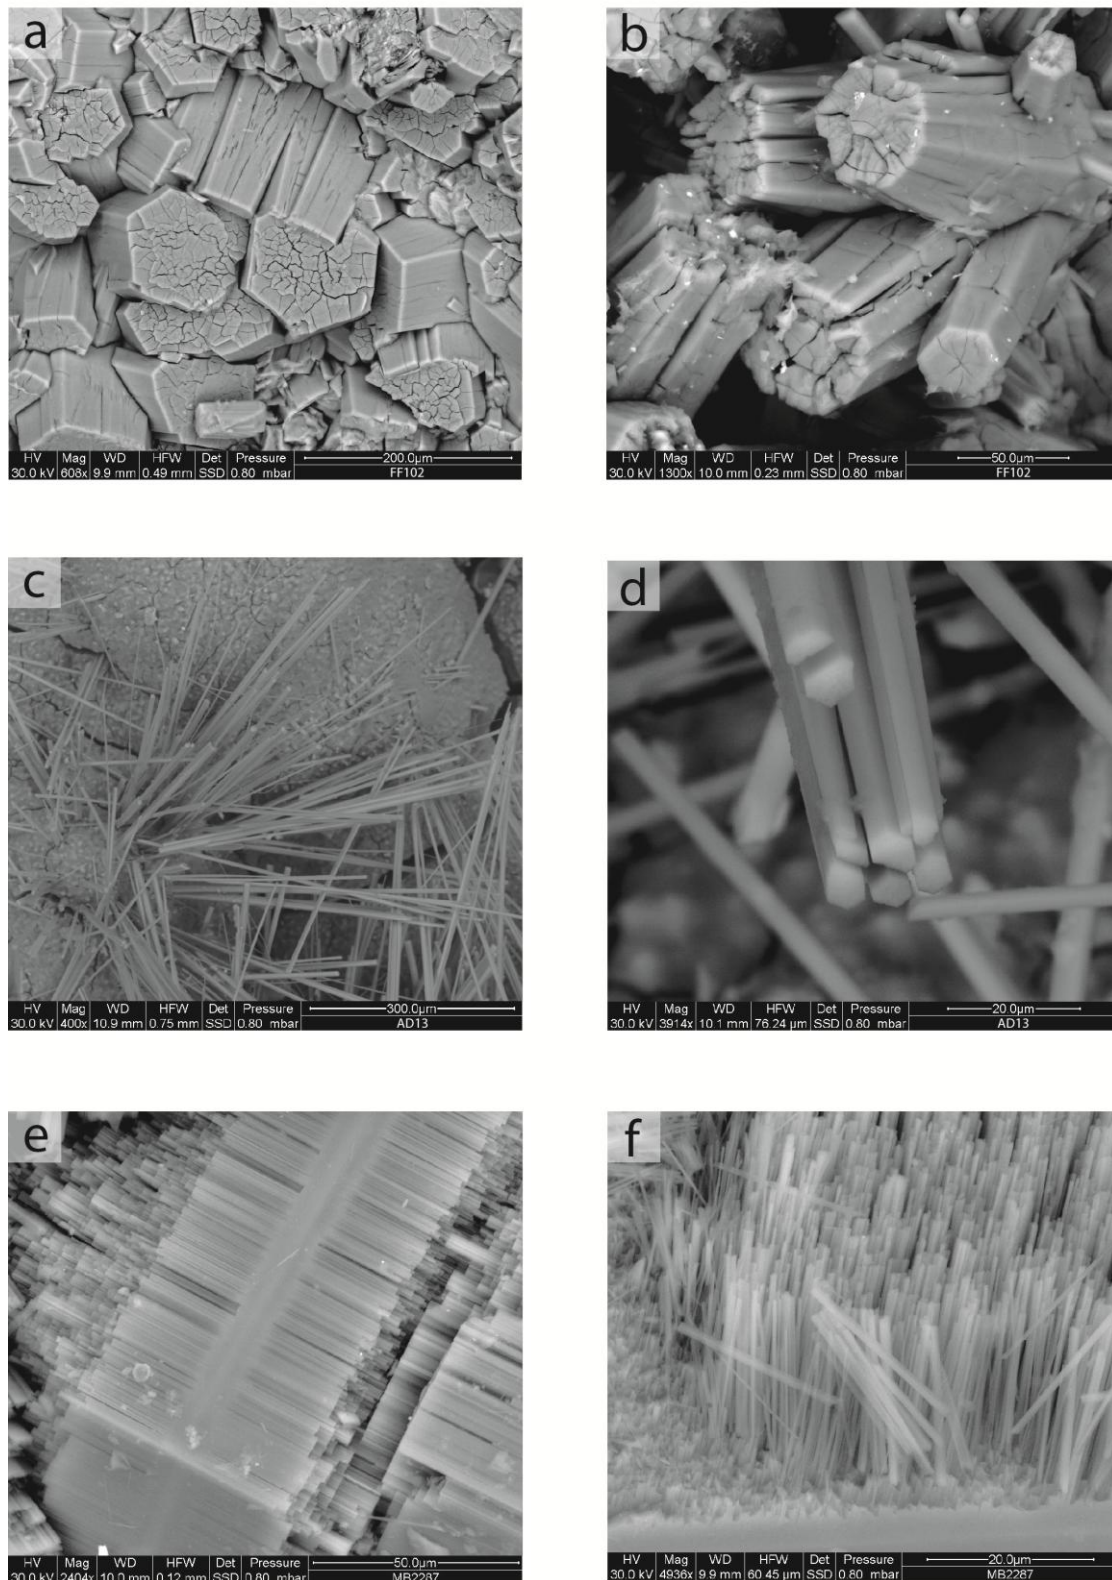 a
HV Mag WD HFW Det Pressure 200.0µm
30.0 kV 608x 9.9 mm 0.49 mm SSD 0.80 mbar FF102
b
HV Mag WD HFW Det Pressure 50.0µm
30.0 kV 1300x 10.0 mm 0.23 mm SSD 0.80 mbar FF102
c
HV Mag WD HFW Det Pressure 300.0µm
30.0 kV 400x 10.9 mm 0.75 mm SSD 0.80 mbar AD13
d
HV Mag WD HFW Det Pressure 20.0µm
30.0 kV 3914x 10.1 mm 76.24 µm SSD 0.80 mbar AD13
e
HV Mag WD HFW Det Pressure 50.0µm
30.0 kV 2404x 10.0 mm 0.12 mm SSD 0.80 mbar MB2287
f
HV Mag WD HFW Det Pressure 20.0µm
30.0 kV 4936x 9.9 mm 60.45 µm SSD 0.80 mbar MB2287